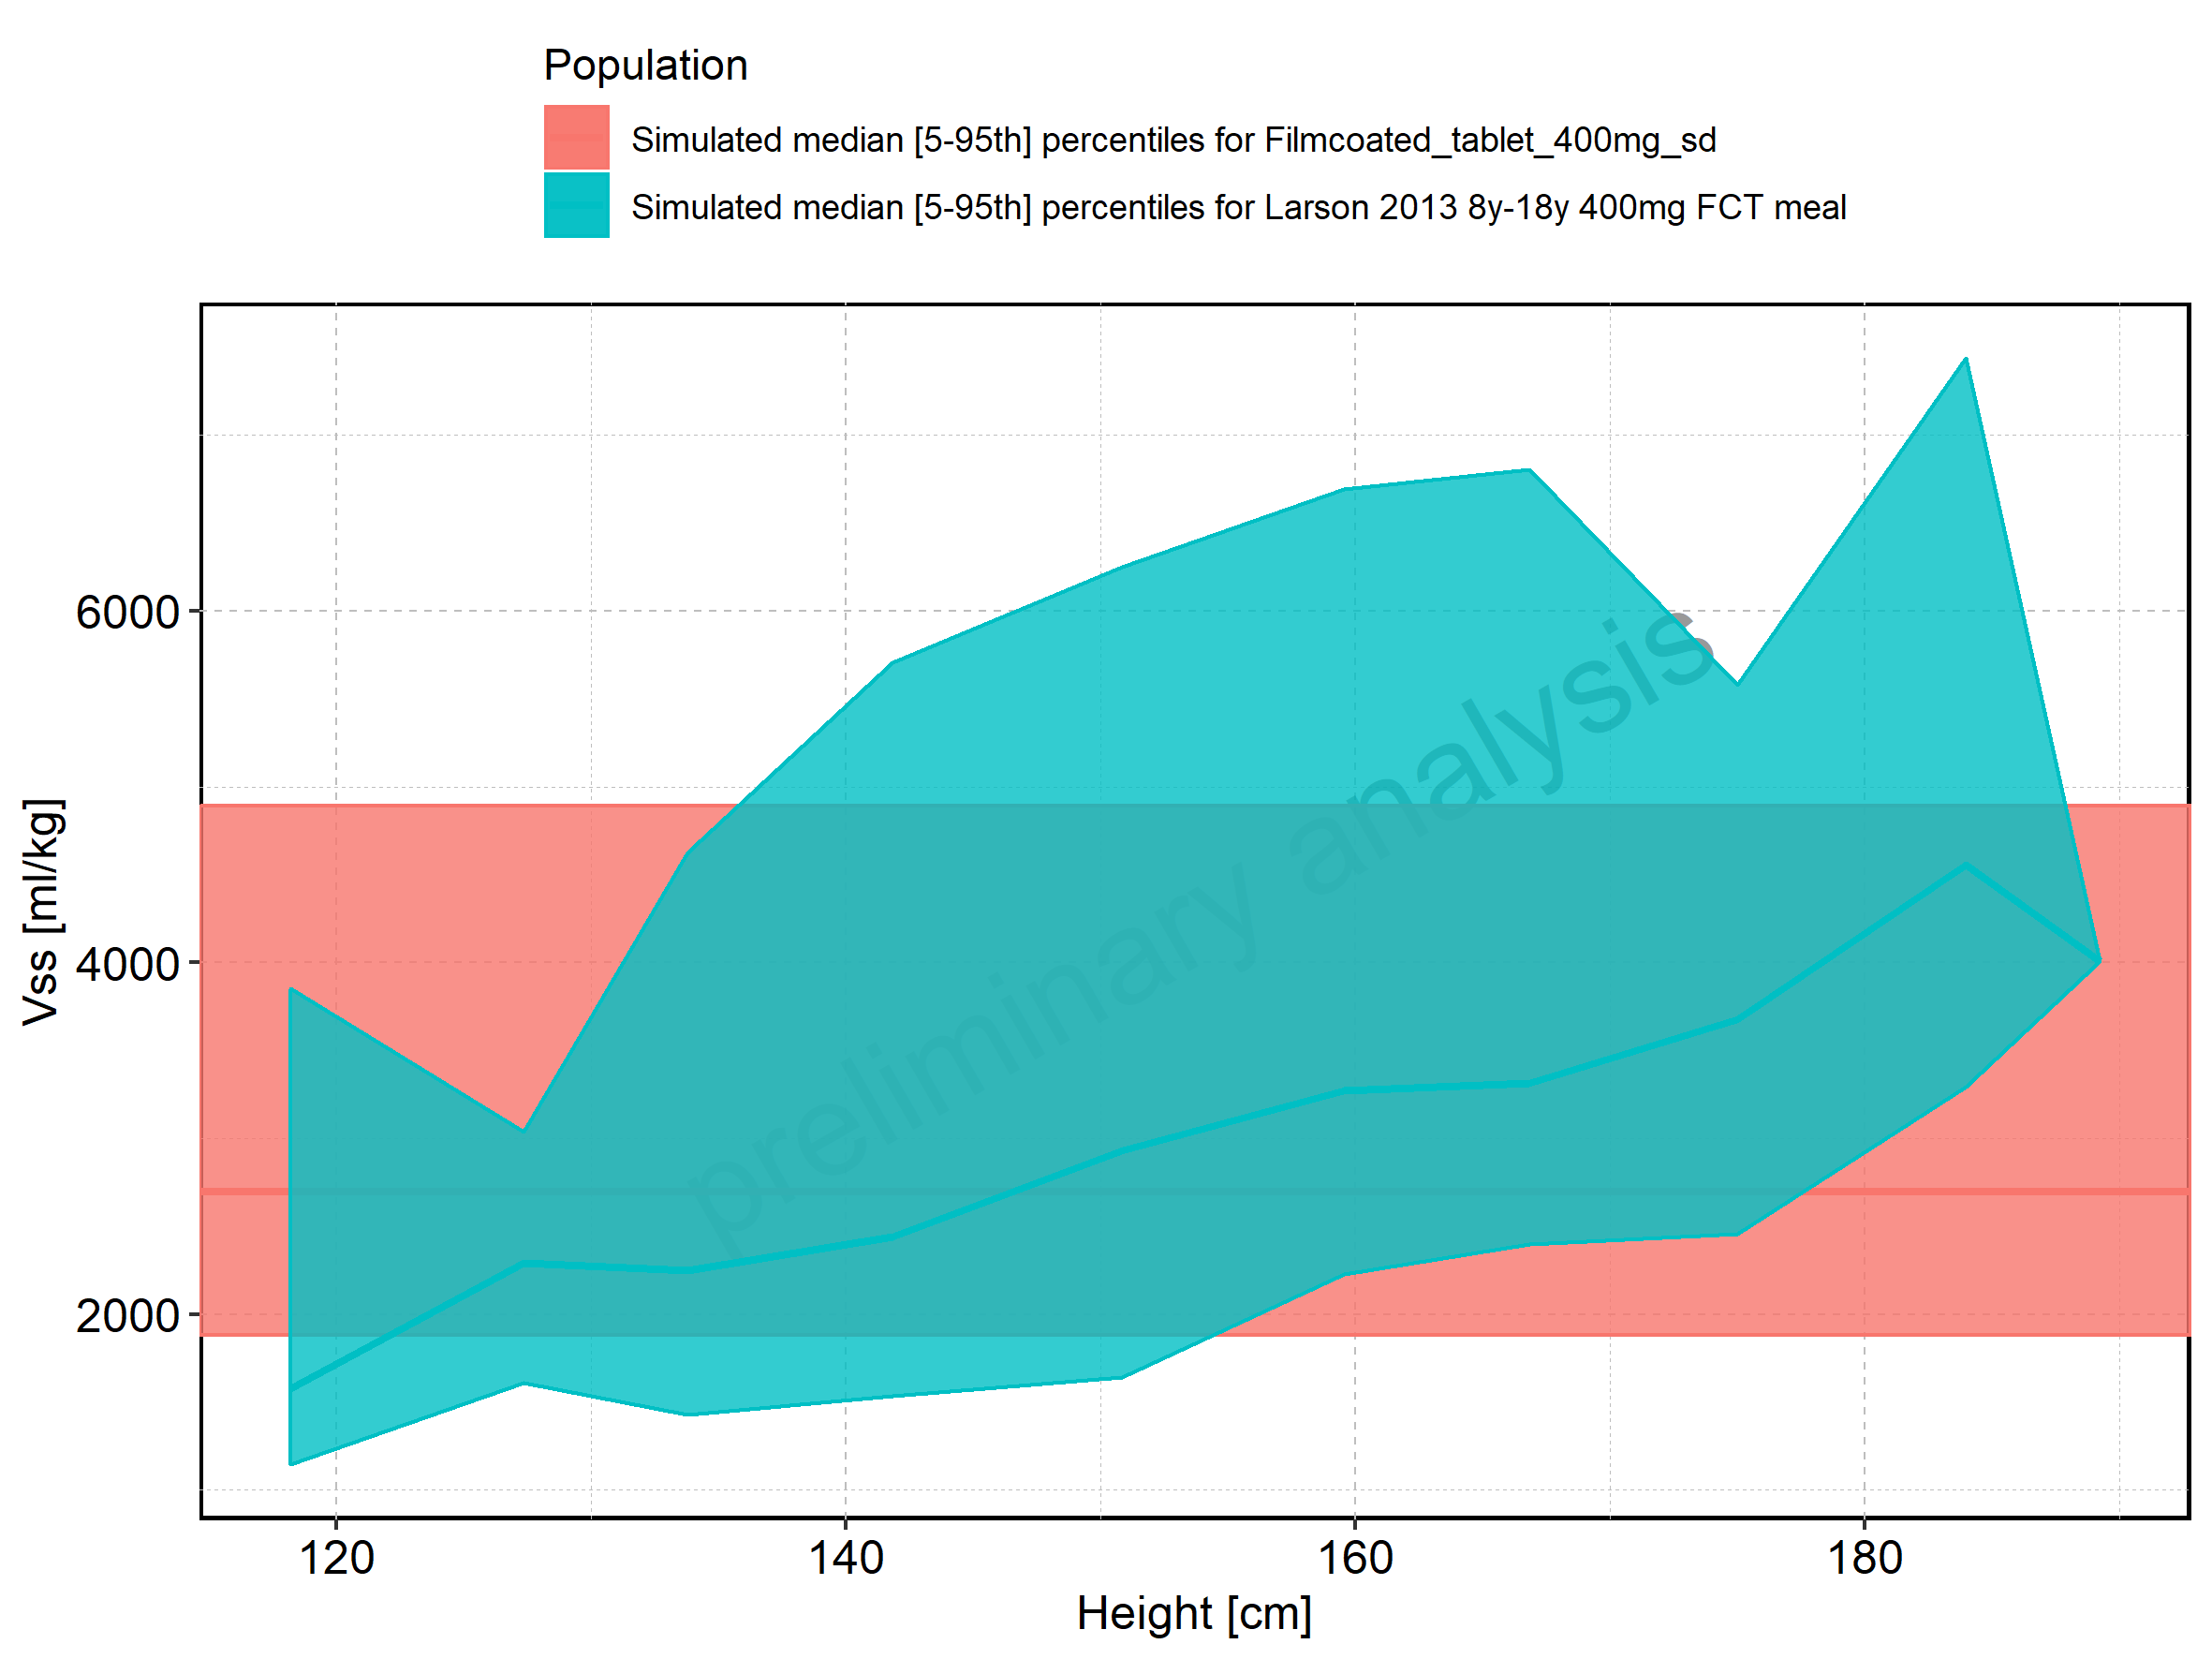 Population
Simulated median [5-95th] percentiles for Filmcoated_tablet_400mg_sd
Simulated median [5-95th] percentiles for Larson 2013 8y-18y 400mg FCT meal
6000
4000
2000
Vss [ml/kg]
preliminary analysis
120
140
160
180
Height [cm]